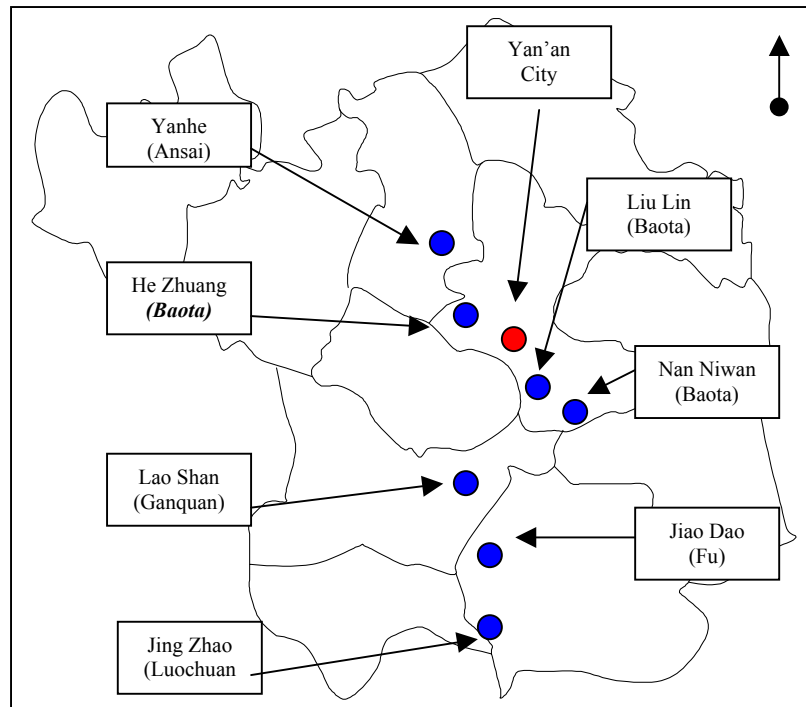 Yan’an
City
Yanhe
(Ansai)
Liu Lin
(Baota)
He Zhuang
(Baota)
Nan Niwan
(Baota)
Lao Shan
(Ganquan)
Jiao Dao
(Fu)
Jing Zhao
(Luochuan